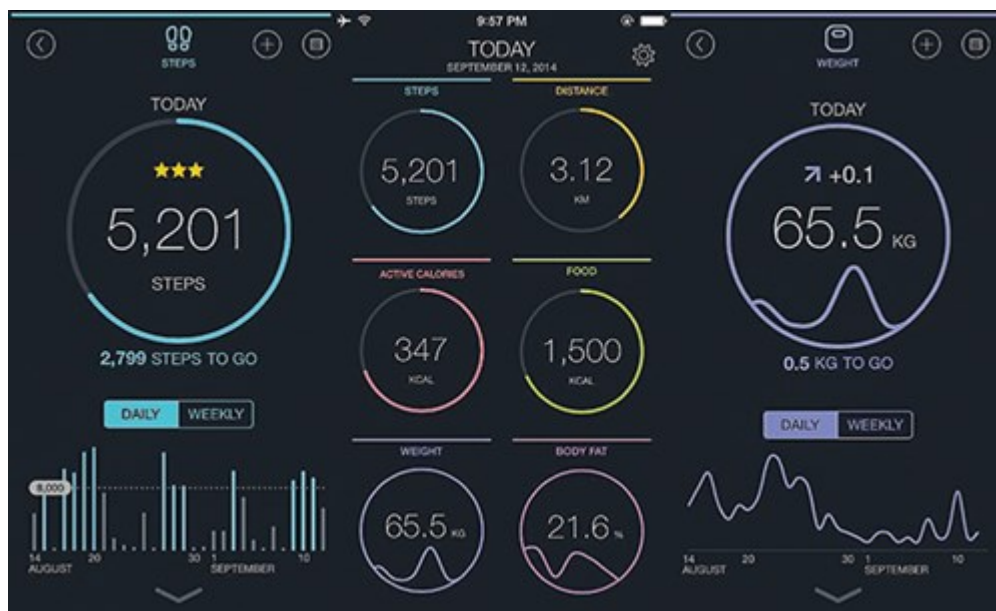 STEPS
TODAY
5,201
STEPS
2,799 STEPS TO GO
DAILY WEEKLY
8,000
14 20 30 1 10
AUGUST SEPTEMBER
9:57 PM
TODAY
SEPTEMBER 12, 2014
STEPS DISTANCE
5,201 3.12
STEPS KM
ACTIVE CALORIES FOOD
347 1,500
KCAL KCAL
WEIGHT BODY FAT
65.5 KG 21.6 %
WEIGHT
TODAY
+0.1
65.5 KG
0.5 KG TO GO
DAILY WEEKLY
14 20 30 1 10
AUGUST SEPTEMBER